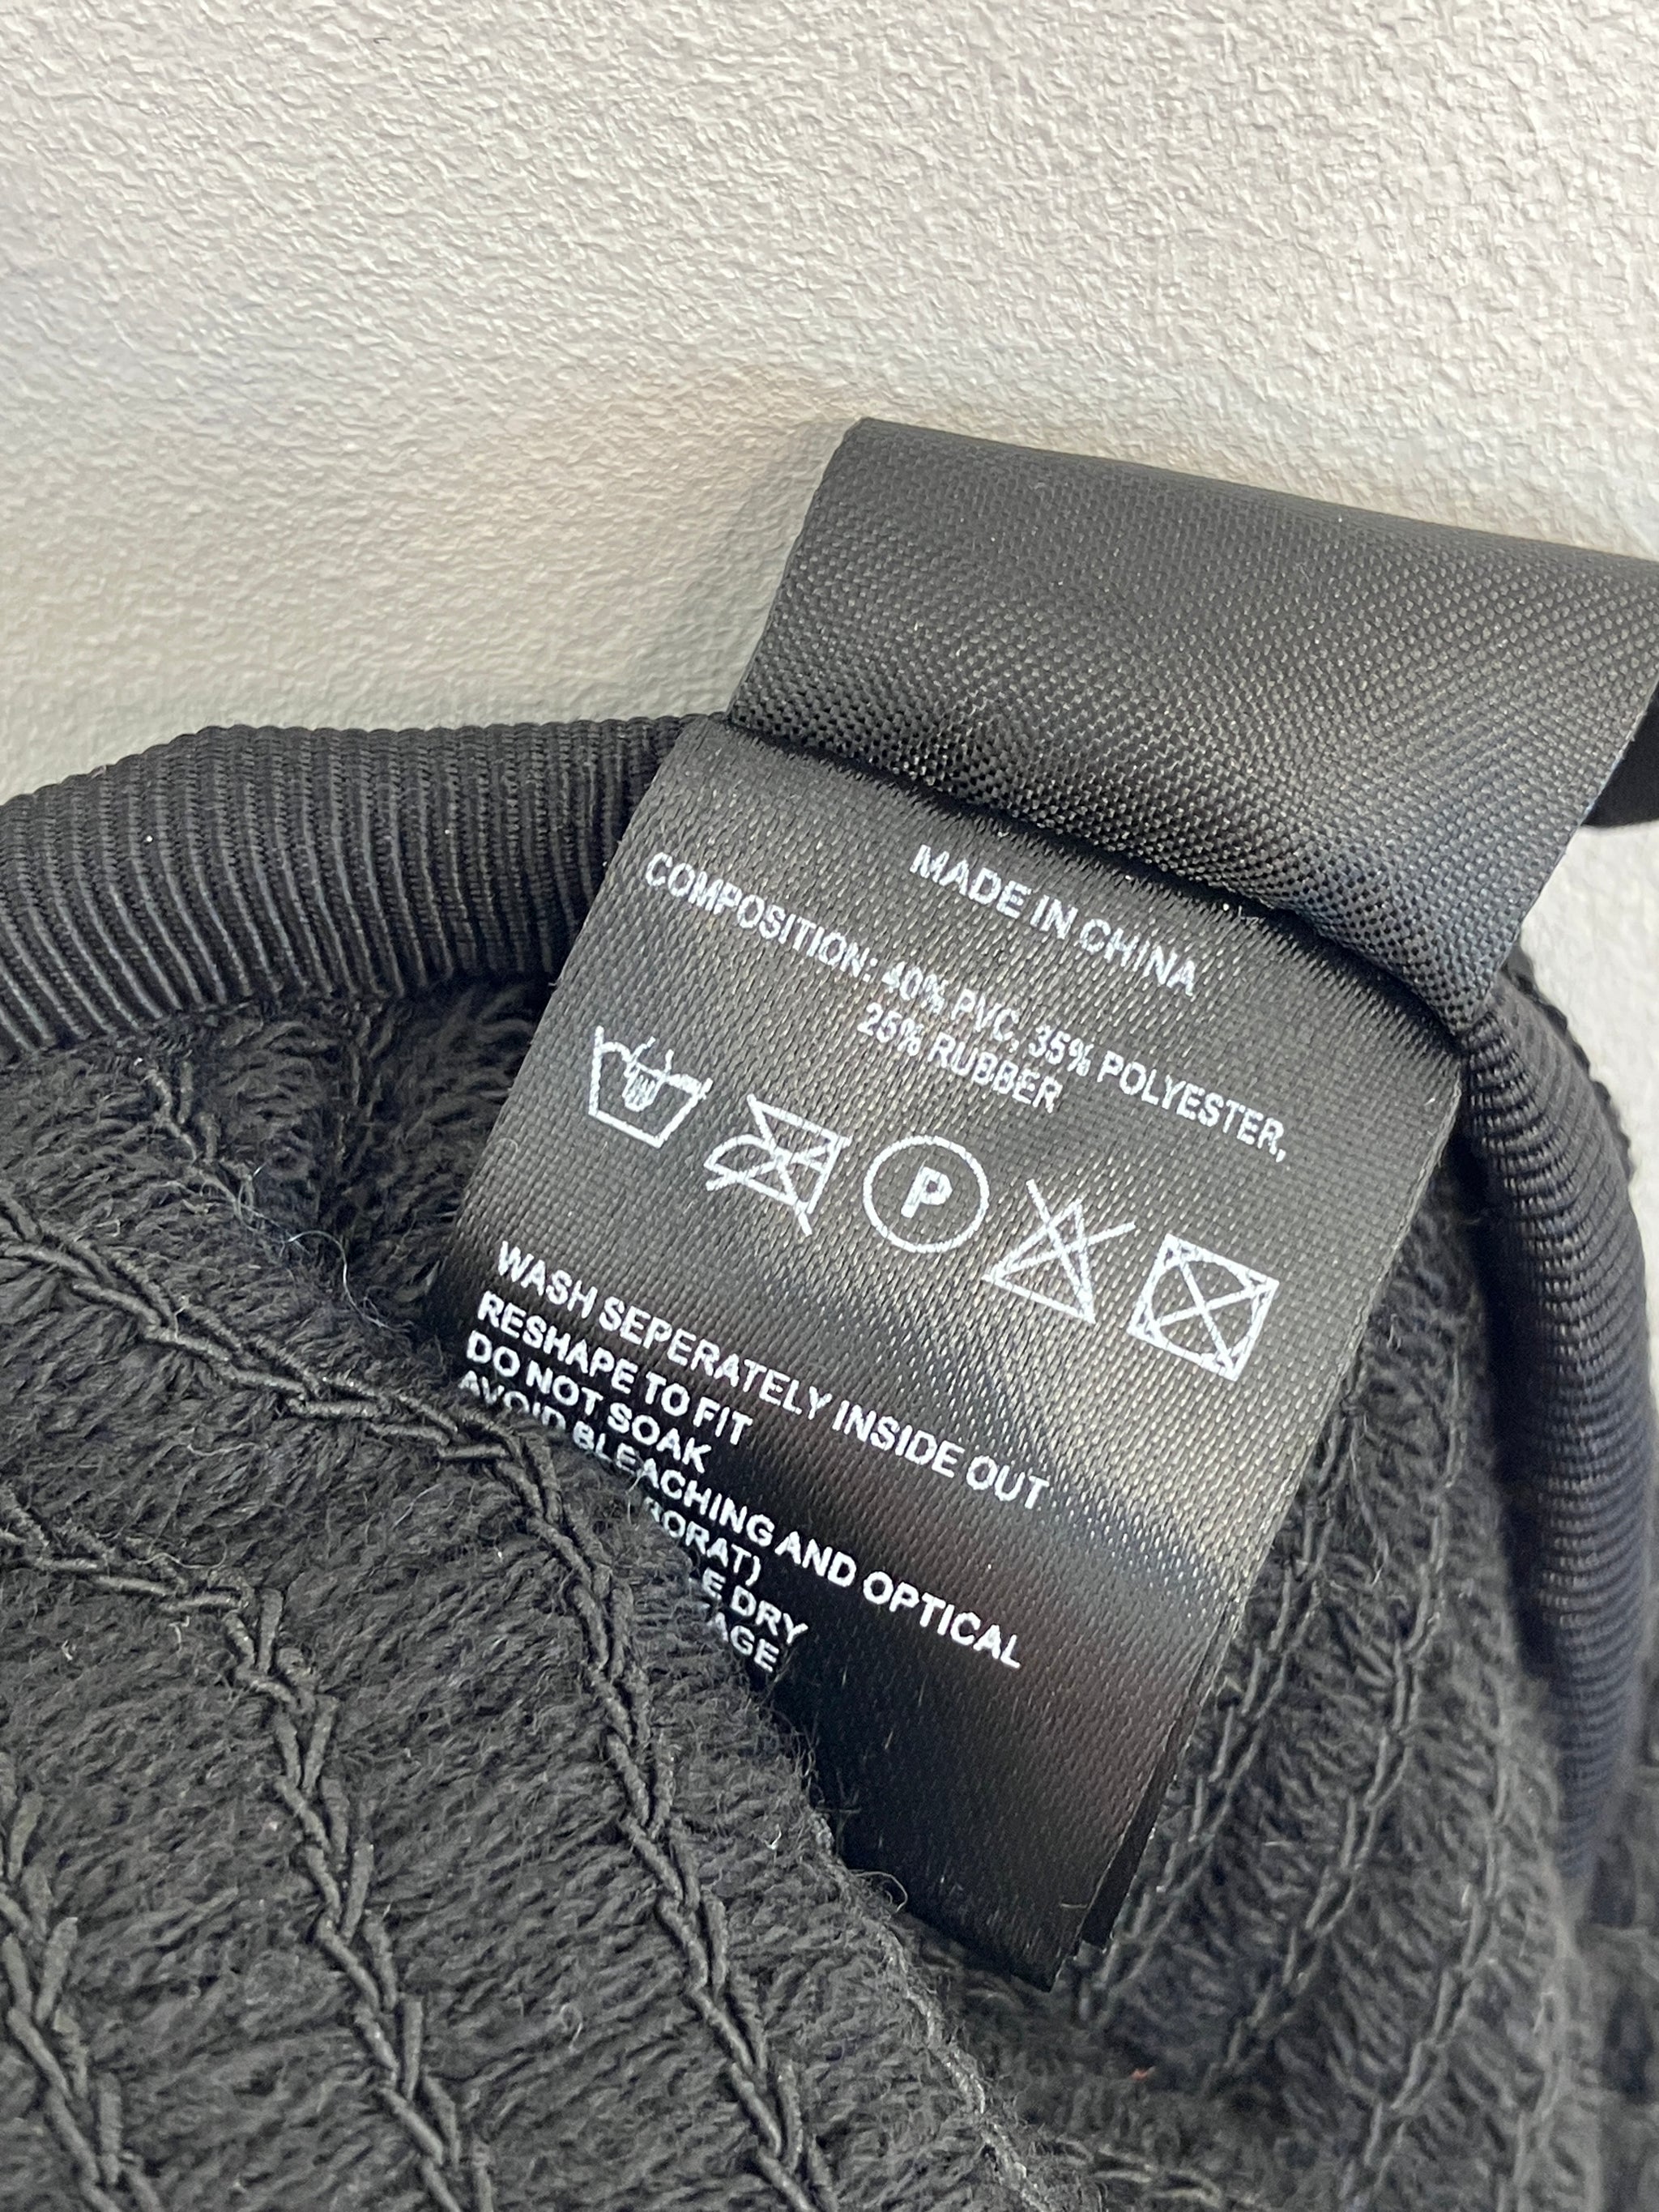 MADE IN CHINA
COMPOSITION: 40% PVC, 35% POLYESTER,
25% RUBBER
P
WASH SEPERATELY INSIDE OUT
RESHAPE TO FIT
DO NOT SOAK
AVOID BLEACHING AND OPTICAL
DRY